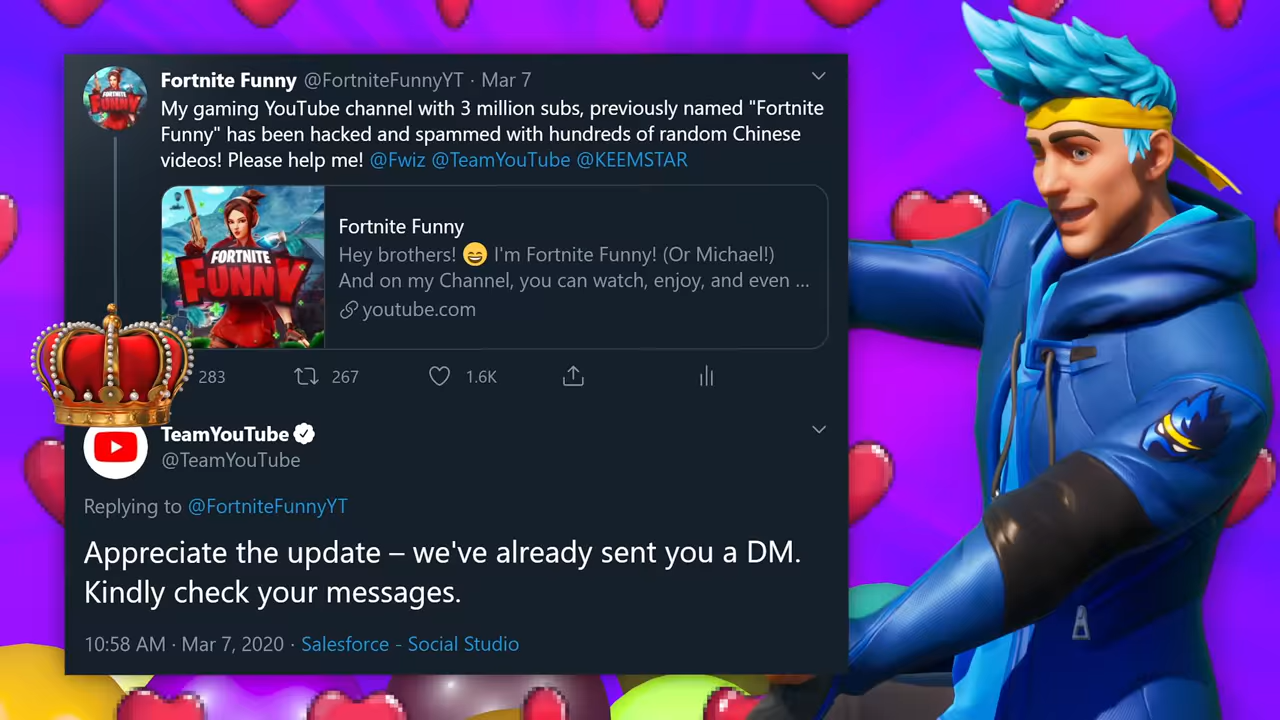 Fortnite Funny @FortniteFunnyYT · Mar 7
My gaming YouTube channel with 3 million subs, previously named "Fortnite
Funny" has been hacked and spammed with hundreds of random Chinese
videos! Please help me! @Fwiz @TeamYouTube @KEEMSTAR
FORTNITE
FUNNY
FORTNITE
FUNNY
Fortnite Funny
Hey brothers! 😄 I'm Fortnite Funny! (Or Michael!)
And on my Channel, you can watch, enjoy, and even ...
youtube.com
283 267 1.6K
TeamYouTube
@TeamYouTube
Replying to @FortniteFunnyYT
Appreciate the update – we've already sent you a DM.
Kindly check your messages.
10:58 AM · Mar 7, 2020 · Salesforce - Social Studio